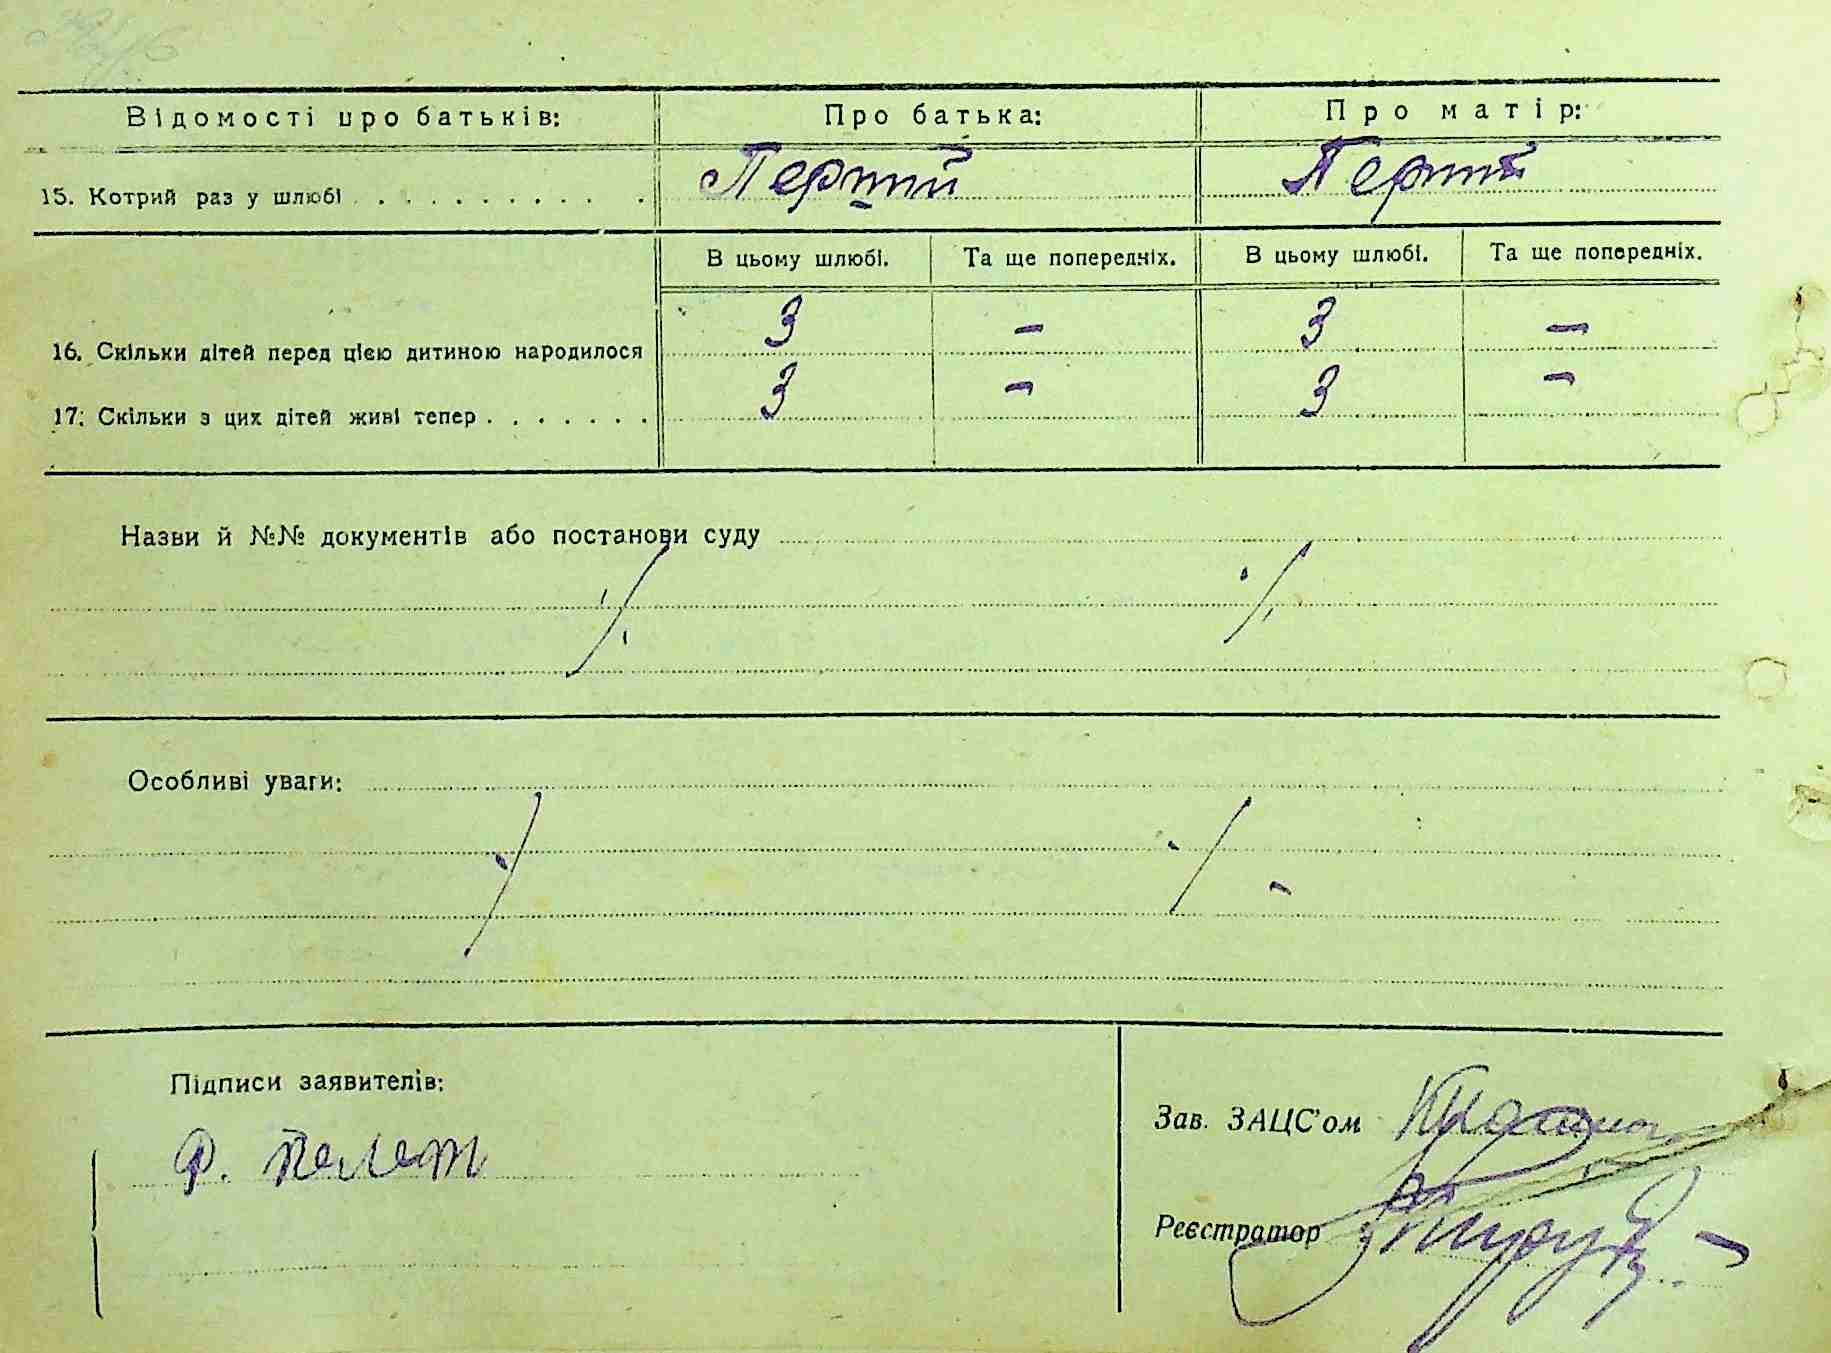 Відомості про батьків: Про батька: Про матір:
15. Котрий раз у шлюбі . . . . . . . . . . . Перший Перший
В цьому шлюбі. Та ще попередніх. В цьому шлюбі. Та ще попередніх.
16. Скільки дітей перед цією дитиною народилося 3 — 3 —
17. Скільки з цих дітей живі тепер . . . . . . . 3 — 3 —
Назви й №№ документів або постанови суду
Особливі уваги:
Підписи заявителів:
Зав. ЗАЦС'ом
Ф.
Реєстратор